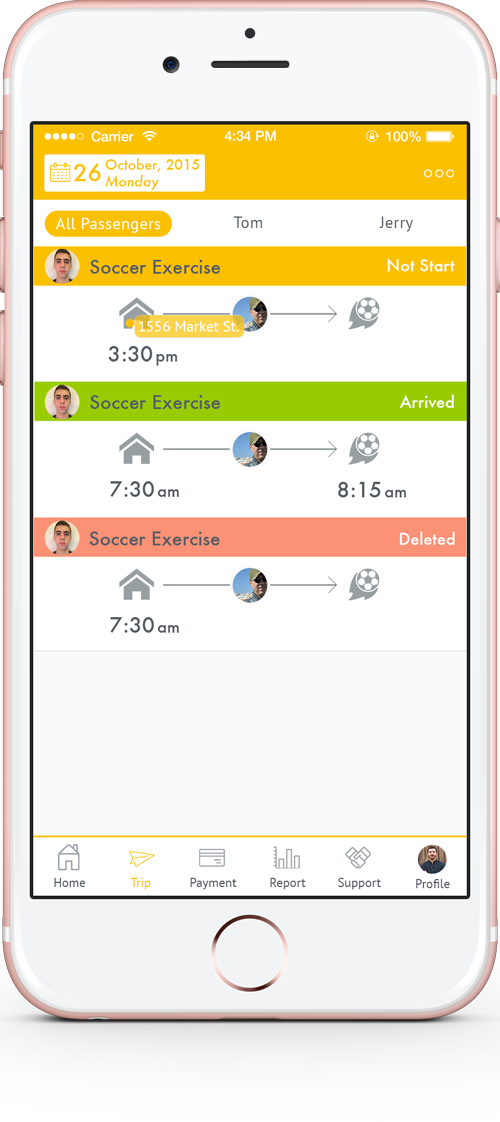 Carrier 4:34 PM 100%
26 October, 2015
Monday
All Passengers Tom Jerry
Soccer Exercise Not Start
1556 Market St.
3:30 pm
Soccer Exercise Arrived
7:30 am 8:15 am
Soccer Exercise Deleted
7:30 am
Home Trip Payment Report Support Profile